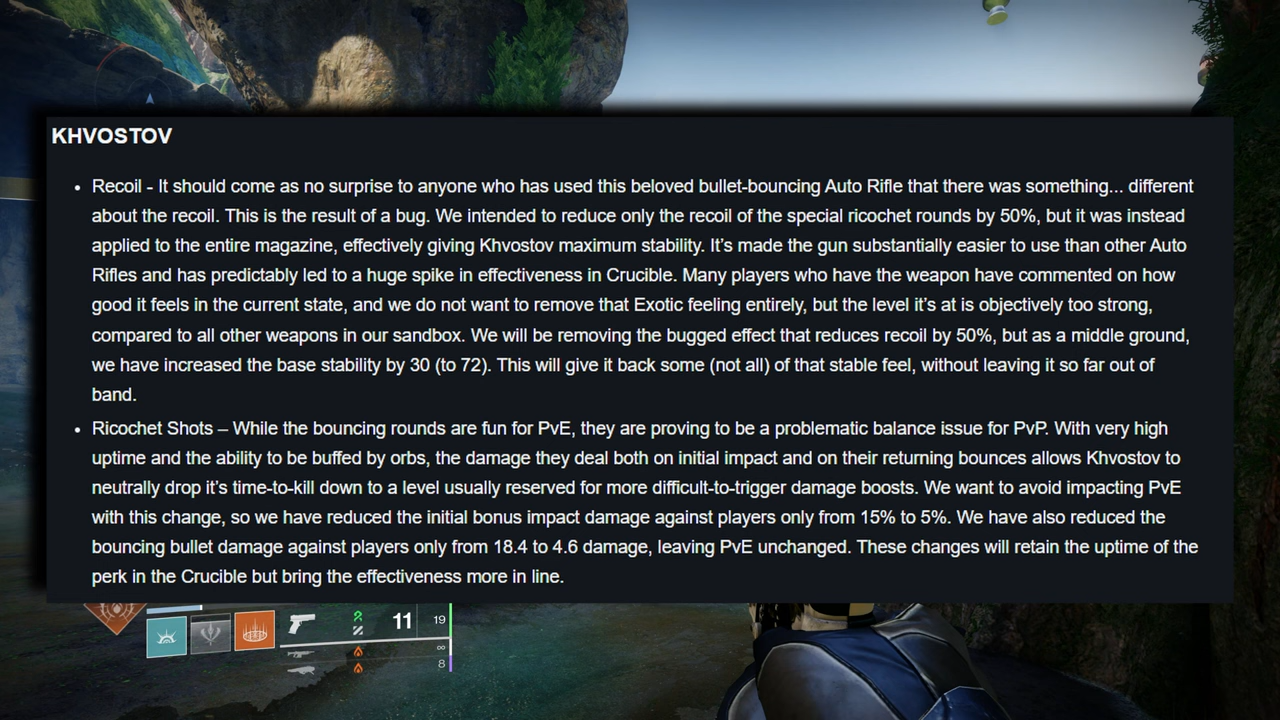 KHVOSTOV
• Recoil - It should come as no surprise to anyone who has used this beloved bullet-bouncing Auto Rifle that there was something... different
about the recoil. This is the result of a bug. We intended to reduce only the recoil of the special ricochet rounds by 50%, but it was instead
applied to the entire magazine, effectively giving Khvostov maximum stability. It's made the gun substantially easier to use than other Auto
Rifles and has predictably led to a huge spike in effectiveness in Crucible. Many players who have the weapon have commented on how
good it feels in the current state, and we do not want to remove that Exotic feeling entirely, but the level it's at is objectively too strong,
compared to all other weapons in our sandbox. We will be removing the bugged effect that reduces recoil by 50%, but as a middle ground,
we have increased the base stability by 30 (to 72). This will give it back some (not all) of that stable feel, without leaving it so far out of
band.
• Ricochet Shots – While the bouncing rounds are fun for PvE, they are proving to be a problematic balance issue for PvP. With very high
uptime and the ability to be buffed by orbs, the damage they deal both on initial impact and on their returning bounces allows Khvostov to
neutrally drop it's time-to-kill down to a level usually reserved for more difficult-to-trigger damage boosts. We want to avoid impacting PvE
with this change, so we have reduced the initial bonus impact damage against players only from 15% to 5%. We have also reduced the
bouncing bullet damage against players only from 18.4 to 4.6 damage, leaving PvE unchanged. These changes will retain the uptime of the
perk in the Crucible but bring the effectiveness more in line.
11 19
∞
8